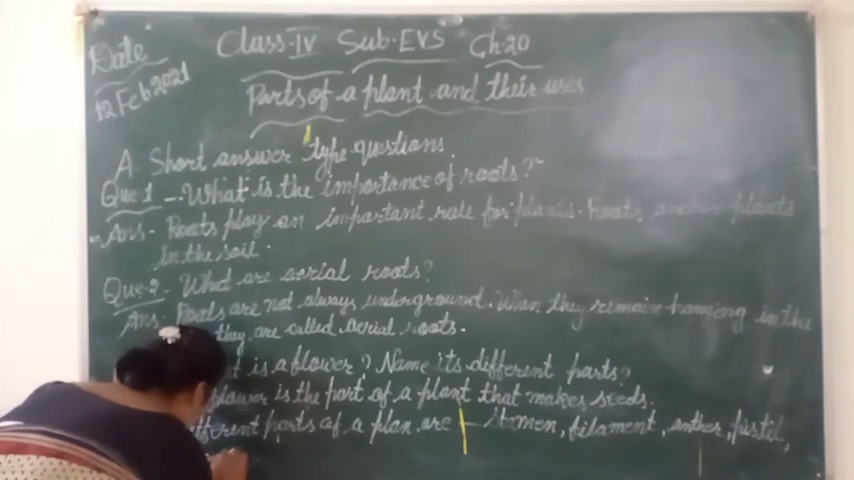 Date
12 Feb 2021
Class-IV Sub-EVS Ch-20
Parts of a plant and their uses
A. Short answer type questions.
Que 1 - What is the importance of roots?
Ans - Roots play an important role for plants. Roots anchor plants
in the soil.
Que-2. What are aerial roots?
Ans - Roots are not always underground. When they remain hanging in the
they are called aerial roots.
is a flower? Name its different parts?
flower is the part of a plant that makes seeds.
different parts of a plan are - stamen, filament, anther, pistil,